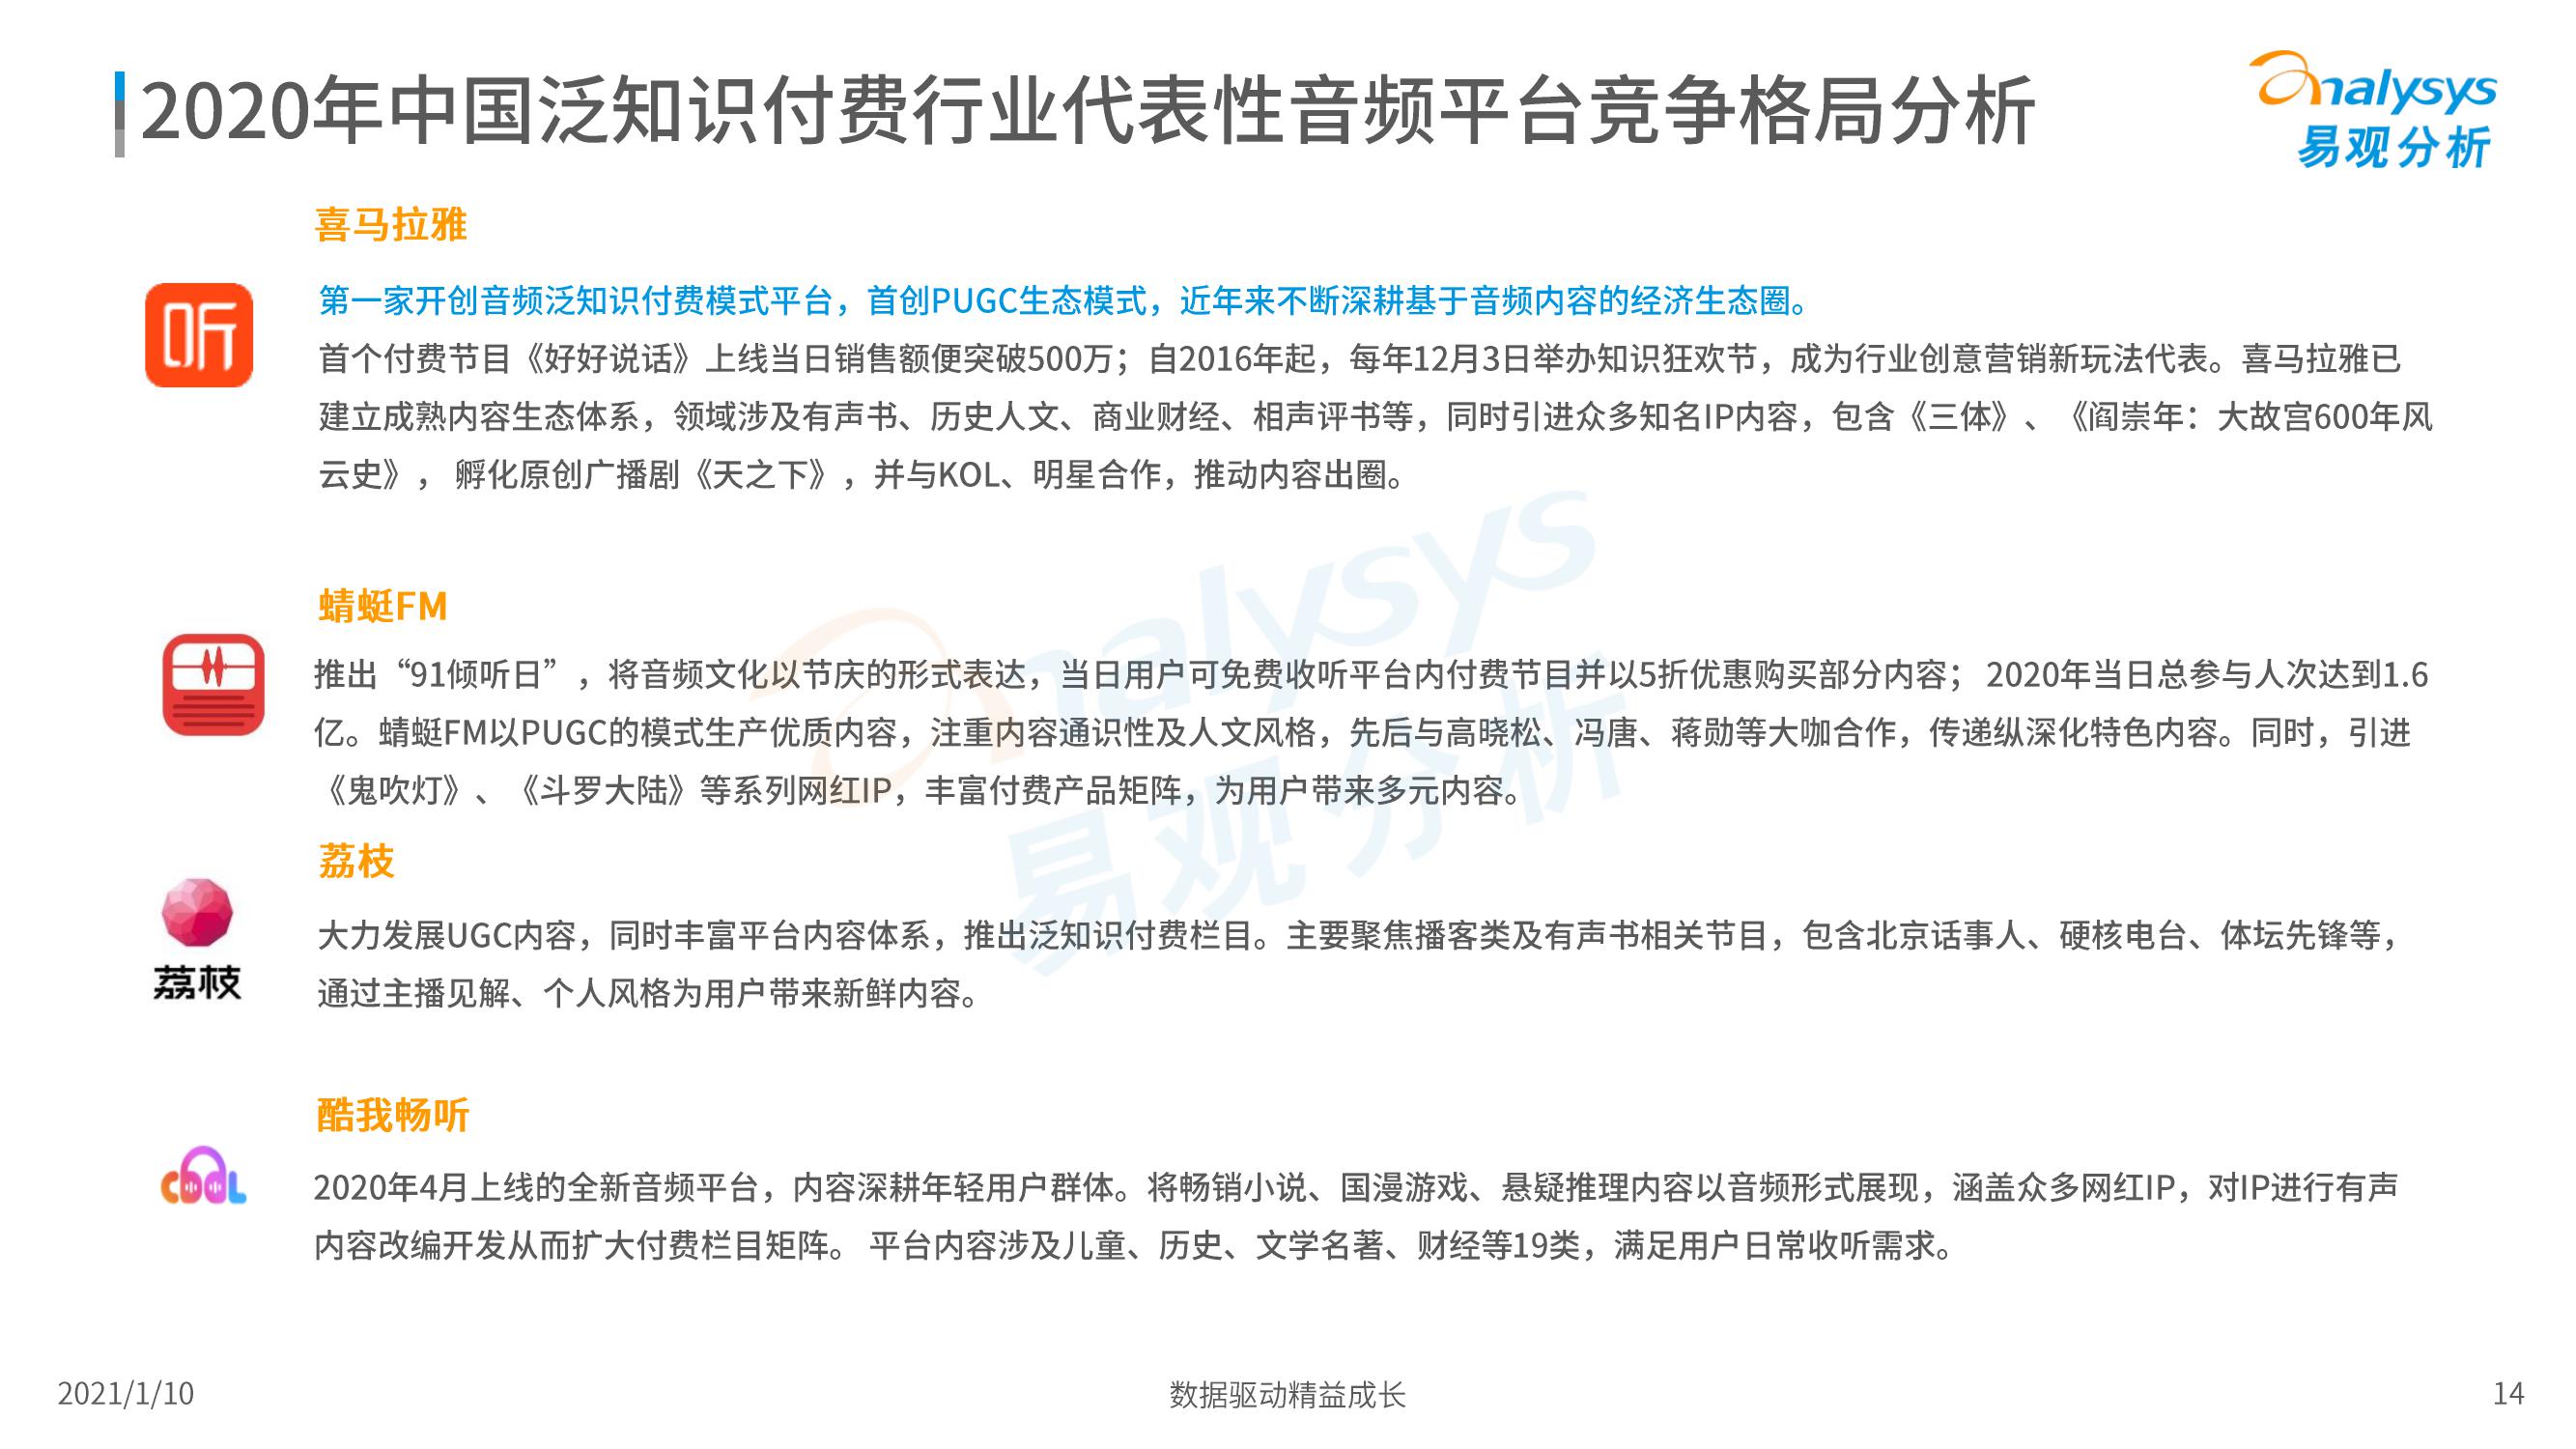 2020年中国泛知识付费行业代表性音频平台竞争格局分析
analysys
易观分析
喜马拉雅
听
第一家开创音频泛知识付费模式平台，首创PUGC生态模式，近年来不断深耕基于音频内容的经济生态圈。
首个付费节目《好好说话》上线当日销售额便突破500万；自2016年起，每年12月3日举办知识狂欢节，成为行业创意营销新玩法代表。喜马拉雅已
建立成熟内容生态体系，领域涉及有声书、历史人文、商业财经、相声评书等，同时引进众多知名IP内容，包含《三体》、《阎崇年：大故宫600年风
云史》， 孵化原创广播剧《天之下》，并与KOL、明星合作，推动内容出圈。
蜻蜓FM
推出“91倾听日”，将音频文化以节庆的形式表达，当日用户可免费收听平台内付费节目并以5折优惠购买部分内容； 2020年当日总参与人次达到1.6
亿。蜻蜓FM以PUGC的模式生产优质内容，注重内容通识性及人文风格，先后与高晓松、冯唐、蒋勋等大咖合作，传递纵深化特色内容。同时，引进
《鬼吹灯》、《斗罗大陆》等系列网红IP，丰富付费产品矩阵，为用户带来多元内容。
analysys
易观分析
荔枝
荔枝
大力发展UGC内容，同时丰富平台内容体系，推出泛知识付费栏目。主要聚焦播客类及有声书相关节目，包含北京话事人、硬核电台、体坛先锋等，
通过主播见解、个人风格为用户带来新鲜内容。
酷我畅听
COOL
2020年4月上线的全新音频平台，内容深耕年轻用户群体。将畅销小说、国漫游戏、悬疑推理内容以音频形式展现，涵盖众多网红IP，对IP进行有声
内容改编开发从而扩大付费栏目矩阵。 平台内容涉及儿童、历史、文学名著、财经等19类，满足用户日常收听需求。
2021/1/10
数据驱动精益成长
14